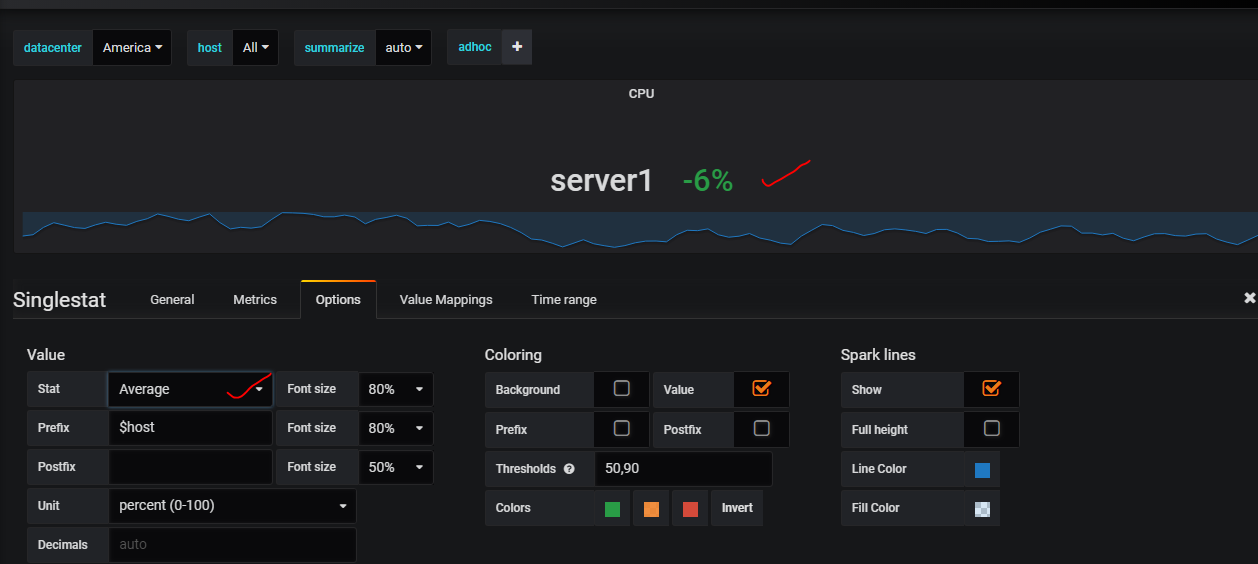 datacenter America host All summarize auto adhoc +
CPU
server1 -6%
Singlestat General Metrics Options Value Mappings Time range
Value Coloring Spark lines
Stat Average Font size 80% Background Value Show
Prefix $host Font size 80% Prefix Postfix Full height
Postfix Font size 50% Thresholds ? 50,90 Line Color
Unit percent (0-100) Colors Invert Fill Color
Decimals auto